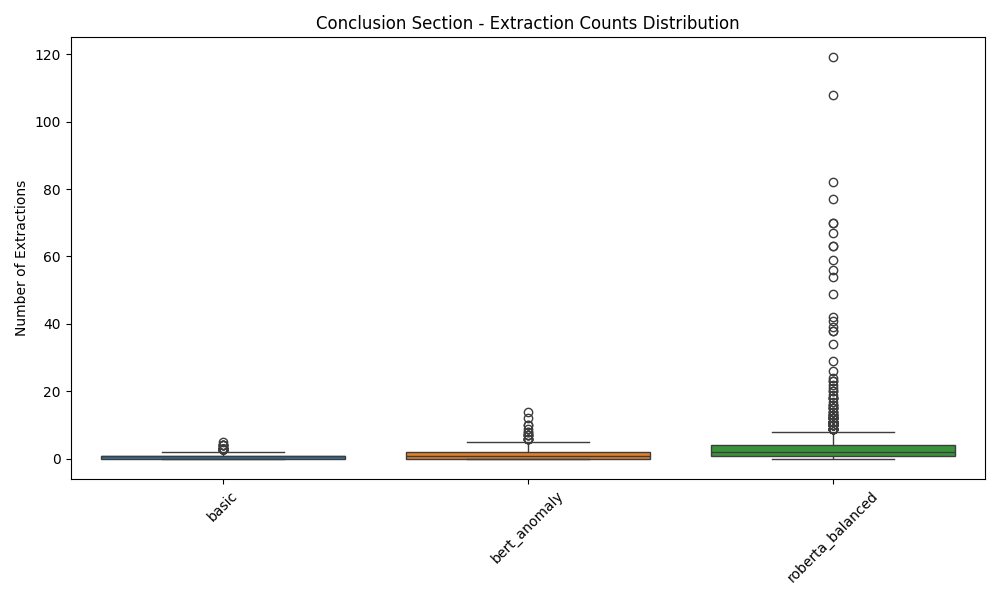 Conclusion Section - Extraction Counts Distribution
Number of Extractions
120
100
80
60
40
20
0
basic
bert_anomaly
roberta_balanced